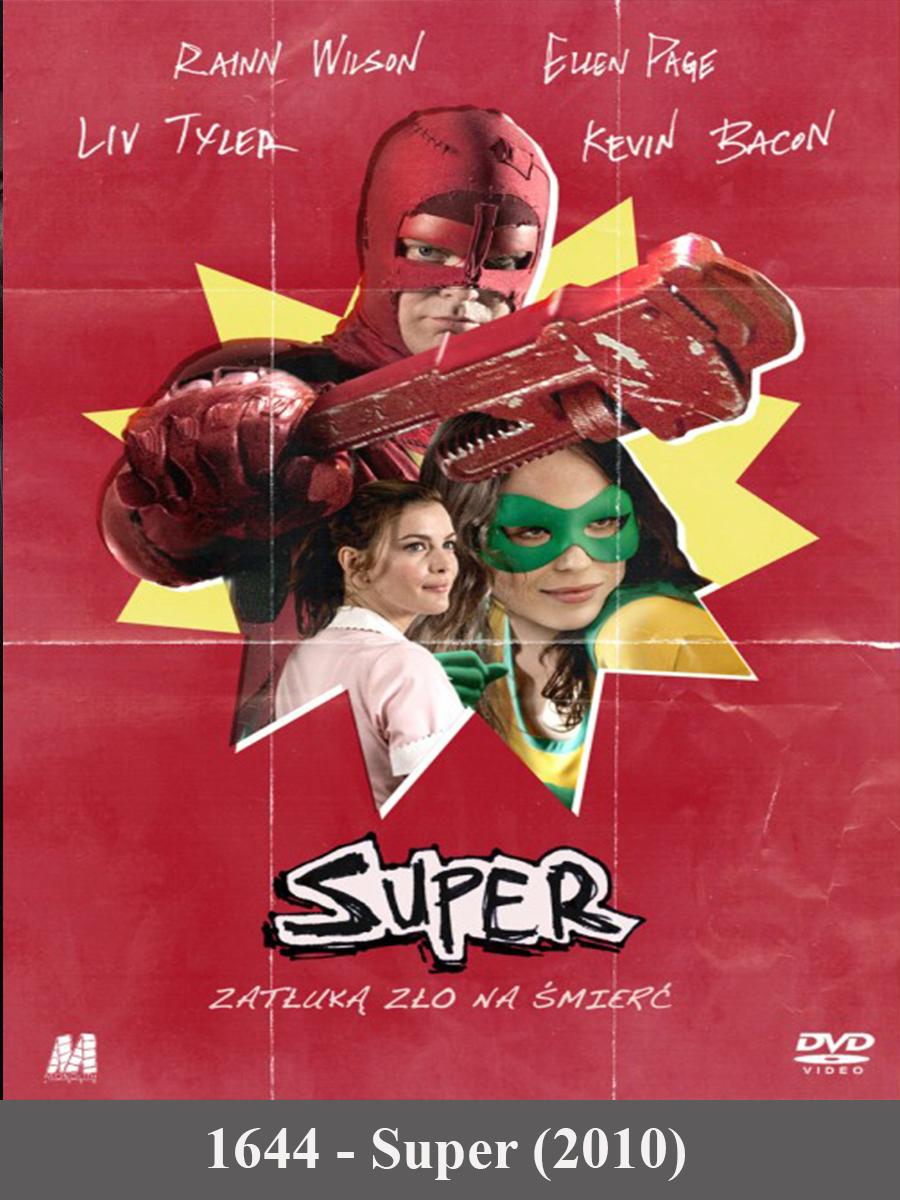 RAINN WILSON ELLEN PAGE
LIV TYLER KEVIN BACON
SUPER
ZATŁUKĄ ZŁO NA ŚMIERĆ
DVD
VIDEO
1644 - Super (2010)